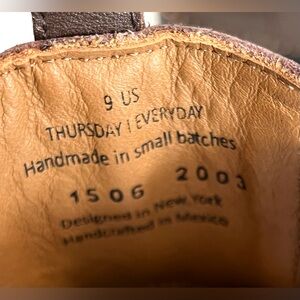 9 US
THURSDAY | EVERYDAY
Handmade in small batches
1506 2003
Designed in New York
Handcrafted in Mexico